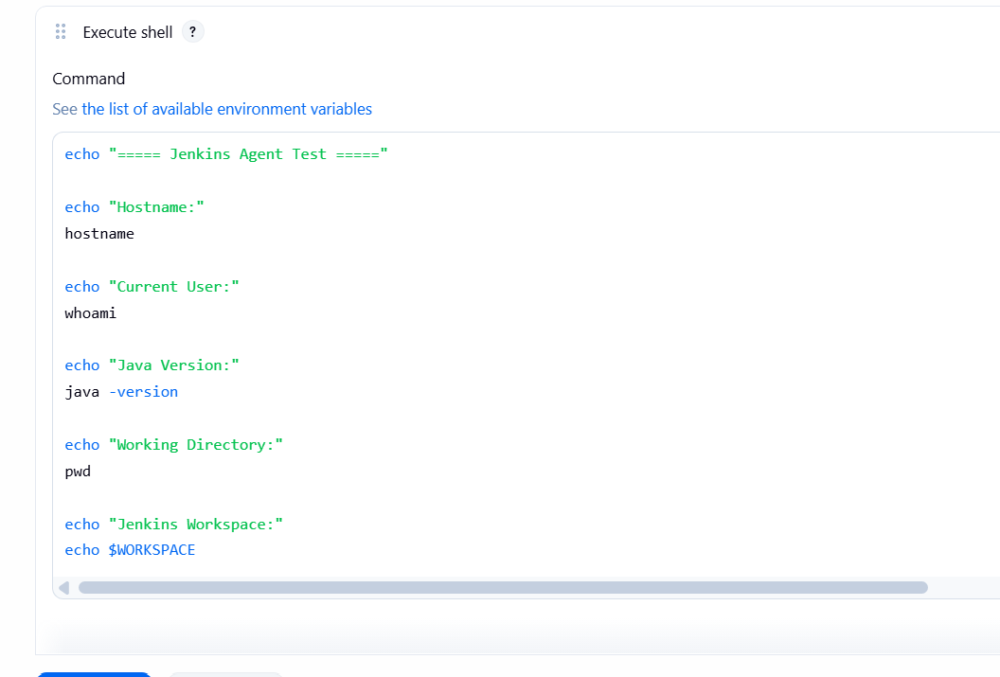 Execute shell ?
Command
See the list of available environment variables
echo "===== Jenkins Agent Test ====="
echo "Hostname:"
hostname
echo "Current User:"
whoami
echo "Java Version:"
java -version
echo "Working Directory:"
pwd
echo "Jenkins Workspace:"
echo $WORKSPACE